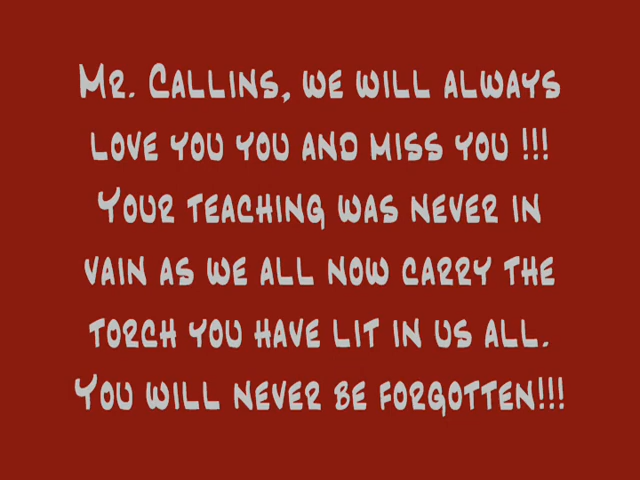 Mr. Callins, we will always
love you you and miss you !!!
Your teaching was never in
vain as we all now carry the
torch you have lit in us all.
You will never be forgotten!!!